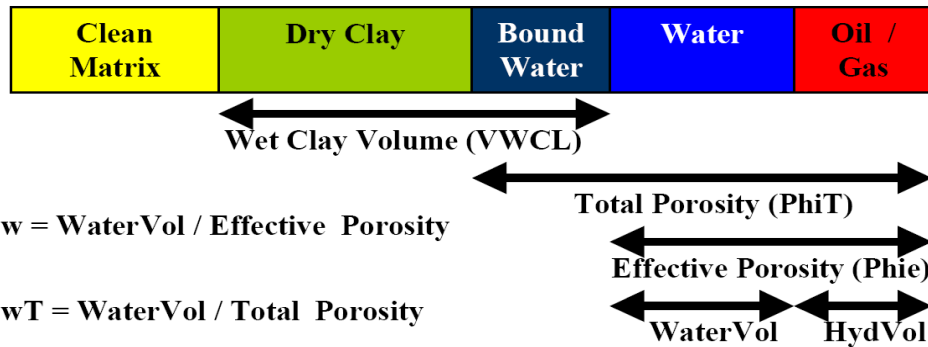 Clean
Matrix
Dry Clay
Bound
Water
Water
Oil /
Gas
Wet Clay Volume (VWCL)
Total Porosity (PhiT)
w = WaterVol / Effective Porosity
Effective Porosity (Phie)
wT = WaterVol / Total Porosity
WaterVol
HydVol